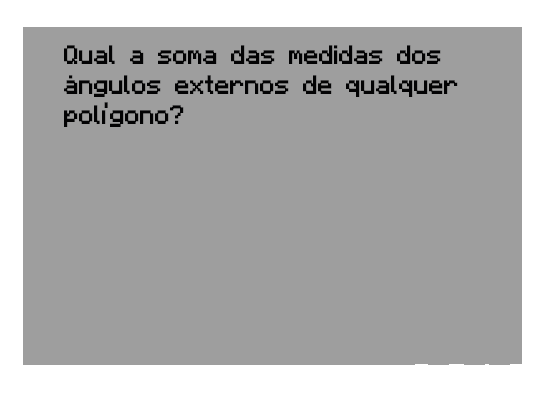 Qual a soma das medidas dos
ângulos externos de qualquer
polígono?